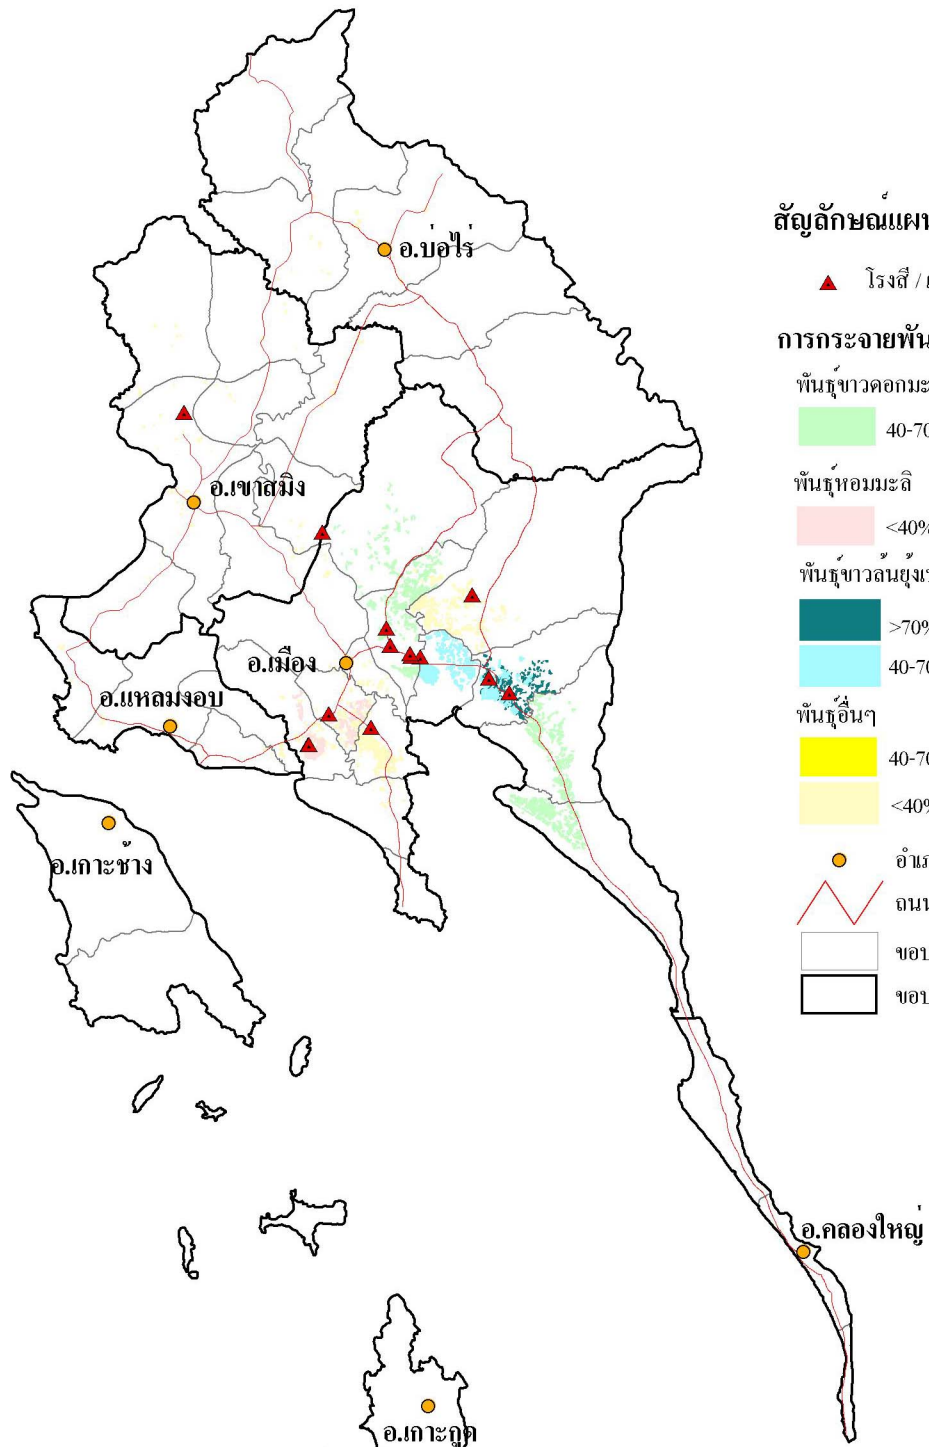 อ.บ่อไร่
อ.เขาสมิง
อ.เมือง
อ.แหลมงอบ
อ.เกาะช้าง
อ.คลองใหญ่
อ.เกาะกูด
สัญลักษณ์แผน
โรงสี /
การกระจายพัน
พันธุ์ขาวดอกมะ
40-70
พันธุ์หอมมะลิ
<40%
พันธุ์ขาวล้นยุ้ง
>70%
40-70
พันธุ์อื่นๆ
40-70
<40%
อำเภ
ถนน
ขอบ
ขอบ